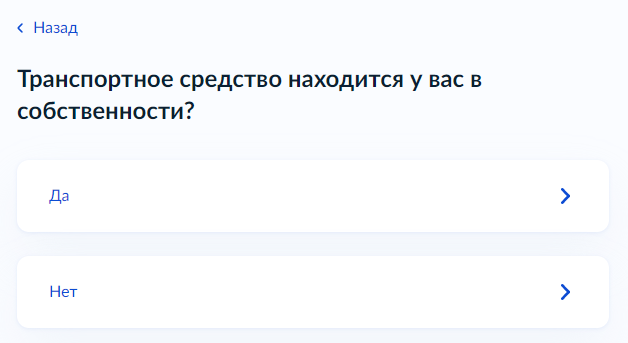 Назад
Транспортное средство находится у вас в
собственности?
Да
Нет